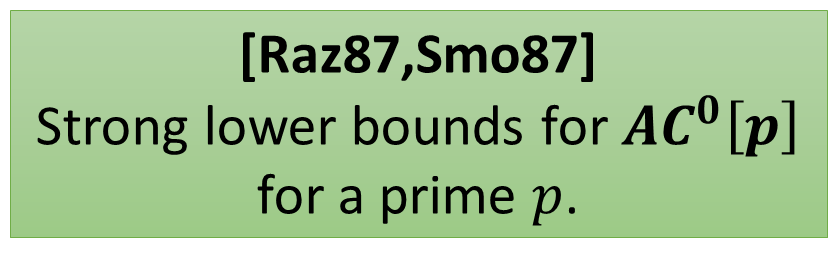 [Raz87,Smo87]
Strong lower bounds for 𝑨𝑪⁰[𝒑]
for a prime 𝑝.